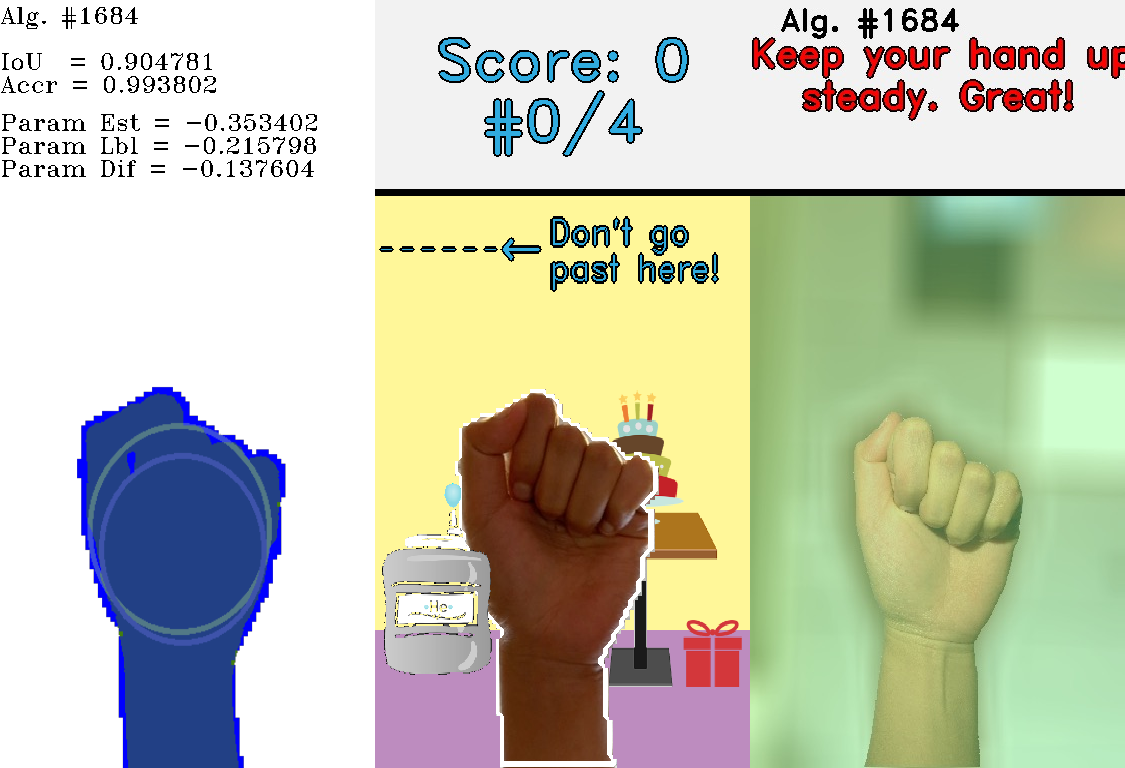 Alg. #1684
IoU = 0.904781
Accr = 0.993802
Param Est = −0.353402
Param Lbl = −0.215798
Param Dif = −0.137604
Score: 0
#0/4
Alg. #1684
Keep your hand up
steady. Great!
Don't go
past here!